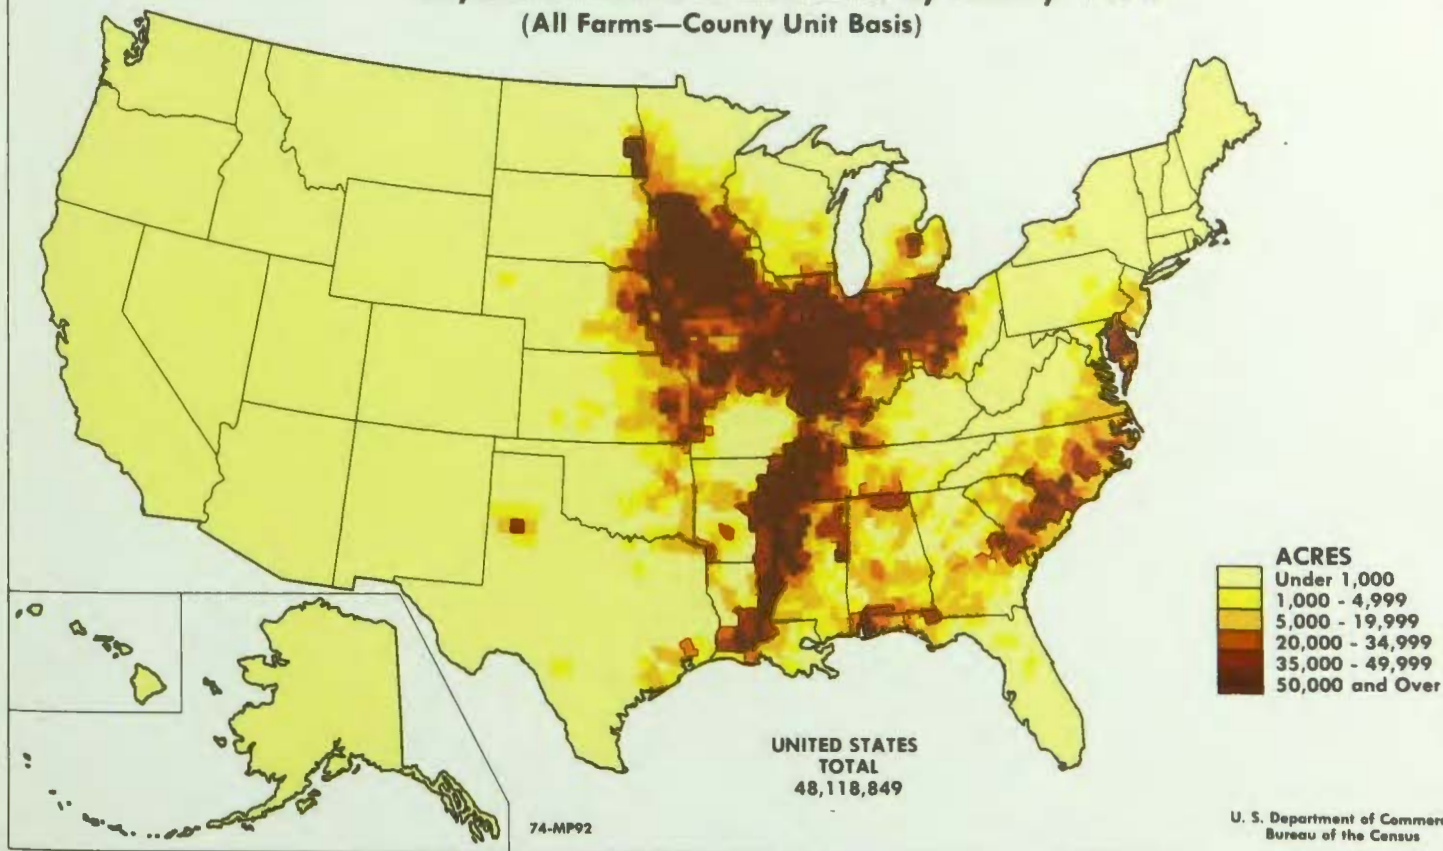 (All Farms—County Unit Basis)
ACRES
Under 1,000
1,000 - 4,999
5,000 - 19,999
20,000 - 34,999
35,000 - 49,999
50,000 and Over
UNITED STATES
TOTAL
48,118,849
74-MP92
U. S. Department of Commer
Bureau of the Census